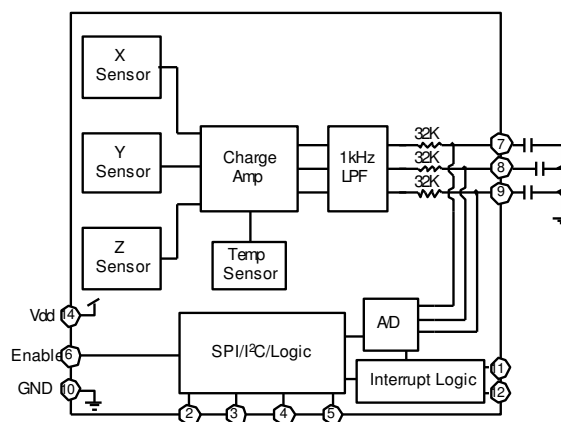 X
Sensor
Y
Sensor
Z
Sensor
Charge
Amp
Temp
Sensor
1kHz
LPF
32K
32K
32K
7
8
9
Vdd
14
Enable
6
GND
10
SPI/I²C/Logic
A/D
Interrupt Logic
11
12
2
3
4
5